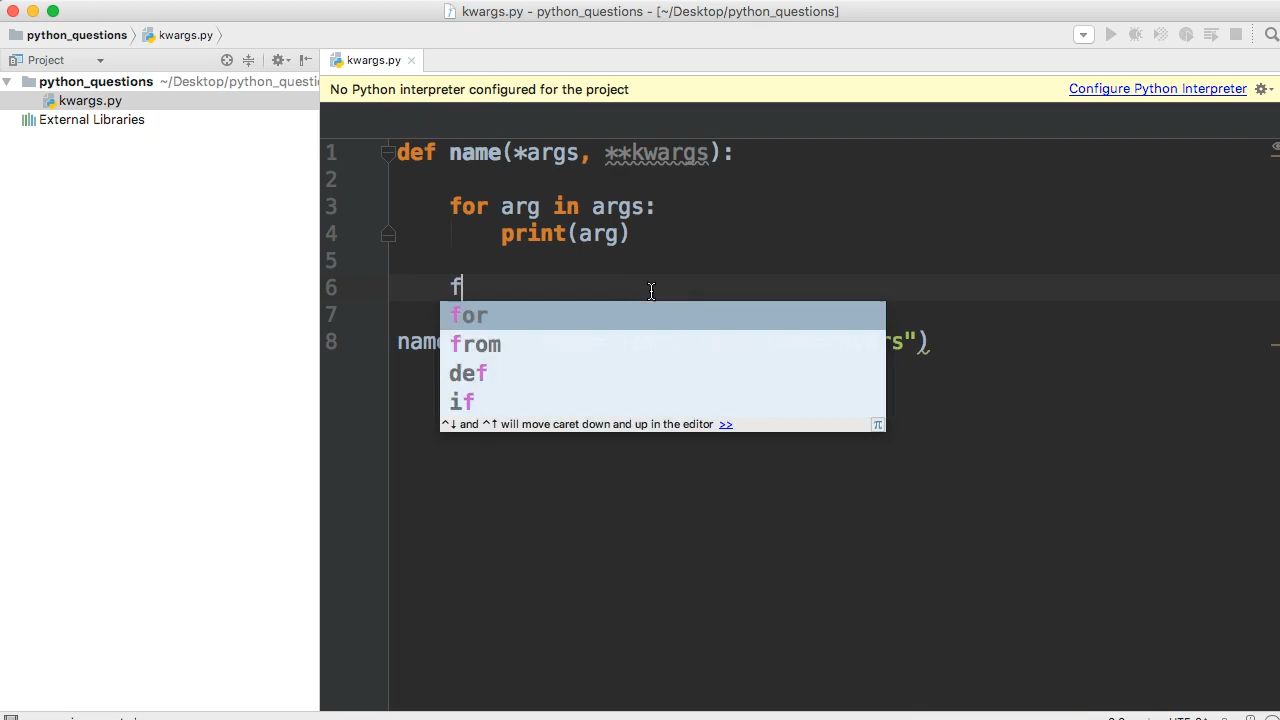 kwargs.py - python_questions - [~/Desktop/python_questions]
python_questions kwargs.py
Project
kwargs.py
python_questions ~/Desktop/python_questi
kwargs.py
External Libraries
No Python interpreter configured for the project
Configure Python Interpreter
1 def name(*args, **kwargs):
2
3 for arg in args:
4 print(arg)
5
6 f
7
8 name rs")
for
from
def
if
^↓ and ^↑ will move caret down and up in the editor >>
π